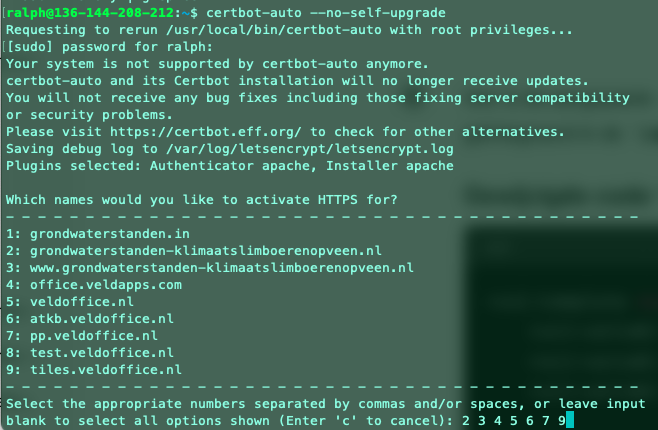 ralph@136-144-208-212:~$ certbot-auto --no-self-upgrade
Requesting to rerun /usr/local/bin/certbot-auto with root privileges...
[[sudo] password for ralph:
Your system is not supported by certbot-auto anymore.
certbot-auto and its Certbot installation will no longer receive updates.
You will not receive any bug fixes including those fixing server compatibility
or security problems.
Please visit https://certbot.eff.org/ to check for other alternatives.
Saving debug log to /var/log/letsencrypt/letsencrypt.log
Plugins selected: Authenticator apache, Installer apache
Which names would you like to activate HTTPS for?
- - - - - - - - - - - - - - - - - - - - - - - - - - - - - - - - - - - - - - - -
1: grondwaterstanden.in
2: grondwaterstanden-klimaatslimboerenopveen.nl
3: www.grondwaterstanden-klimaatslimboerenopveen.nl
4: office.veldapps.com
5: veldoffice.nl
6: atkb.veldoffice.nl
7: pp.veldoffice.nl
8: test.veldoffice.nl
9: tiles.veldoffice.nl
- - - - - - - - - - - - - - - - - - - - - - - - - - - - - - - - - - - - - - - -
Select the appropriate numbers separated by commas and/or spaces, or leave input
blank to select all options shown (Enter 'c' to cancel): 2 3 4 5 6 7 9